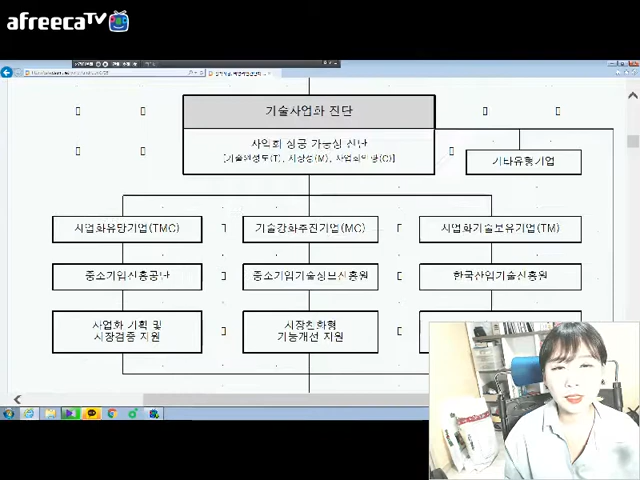 afreecaTV
기술사업화 진단
사업화 성공 가능성 진단
[기술완성도(T), 시장성(M), 사업화역량(C)]
기타유형기업
사업화유망기업(TMC)
기술강화추진기업(MC)
사업화기술보유기업(TM)
중소기업진흥공단
중소기업기술정보진흥원
한국산업기술진흥원
사업화 기획 및
시장친화형
시장검증 지원
기능개선 지원